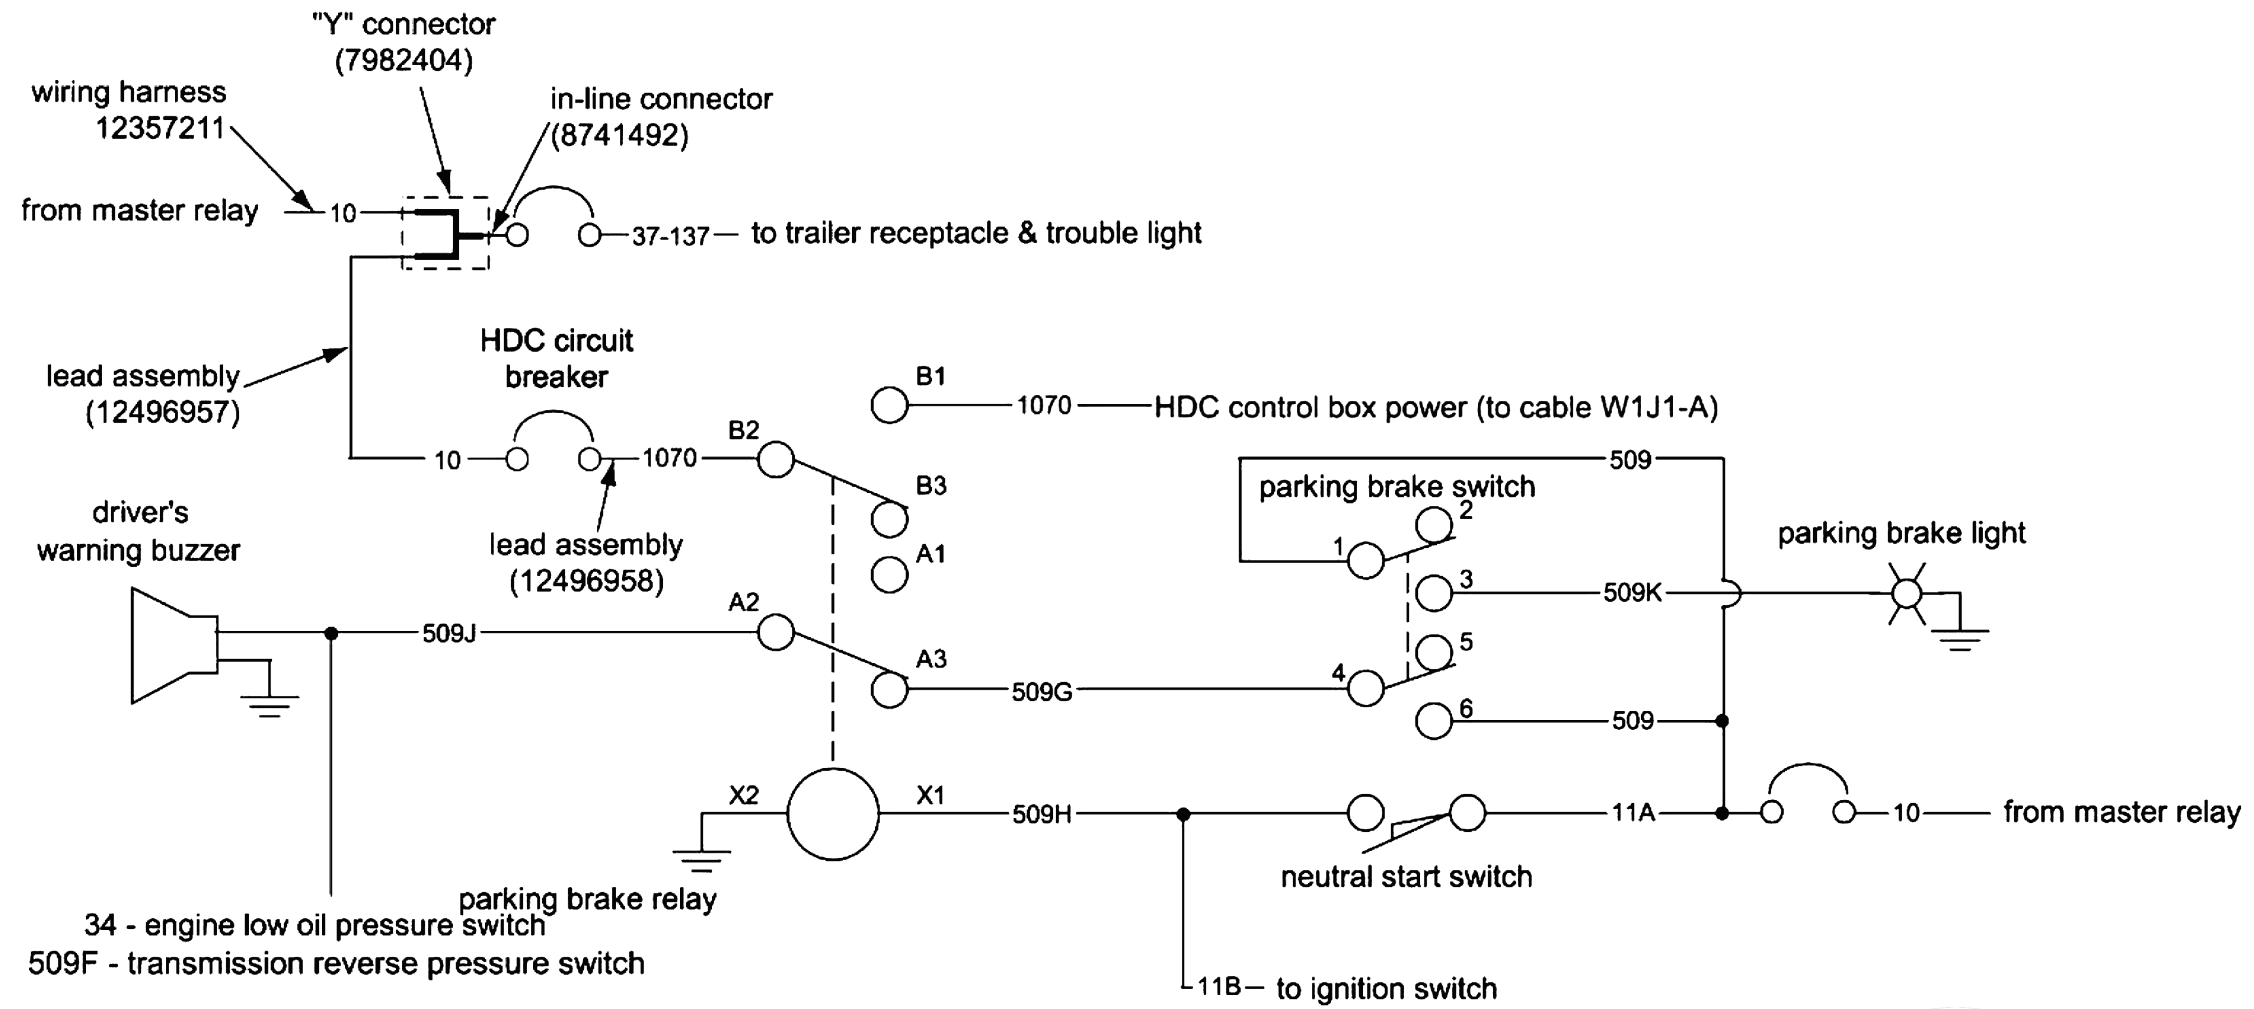 "Y" connector
(7982404)
wiring harness
12357211
in-line connector
(8741492)
from master relay
10
37-137
to trailer receptacle & trouble light
HDC circuit
breaker
lead assembly
(12496957)
B1
1070
HDC control box power (to cable W1J1-A)
B2
10
1070
509
B3
parking brake switch
2
driver's
warning buzzer
lead assembly
(12496958)
A1
1
parking brake light
3
509K
A2
509J
A3
5
4
509G
6
509
X2
X1
509H
11A
10
from master relay
neutral start switch
parking brake relay
34 - engine low oil pressure switch
509F - transmission reverse pressure switch
11B
to ignition switch